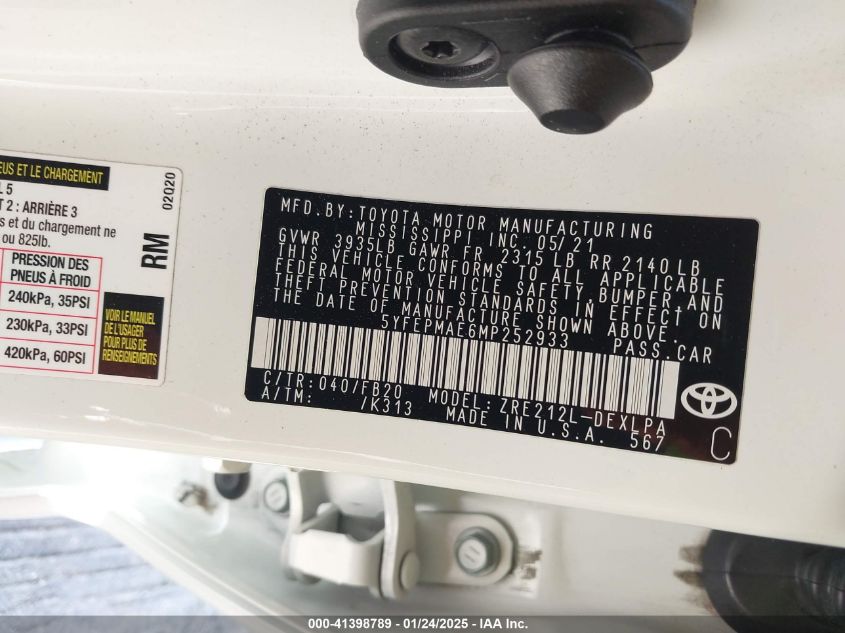 EUS ET LE CHARGEMENT
L 5
T 2 : ARRIÈRE 3
s et du chargement ne
ou 825lb.
PRESSION DES
PNEUS À FROID
240kPa, 35PSI
230kPa, 33PSI
420kPa, 60PSI
VOIR LE MANUEL
DE L'USAGER
POUR PLUS DE
RENSEIGNEMENTS
02Q20
RM
MFD. BY: TOYOTA MOTOR MANUFACTURING
MISSISSIPPI, INC. 05/21
GVWR 3935LB GAWR FR 2315 LB RR 2140 LB
THIS VEHICLE CONFORMS TO ALL APPLICABLE
FEDERAL MOTOR VEHICLE SAFETY, BUMPER AND
THEFT PREVENTION STANDARDS IN EFFECT ON
THE DATE OF MANUFACTURE SHOWN ABOVE.
5YFEPMAE6MP252933 PASS. CAR
C/TR: 040/FB20 MODEL: ZRE212L-DEXLPA
A/TM: /K313 MADE IN U.S.A. 567
C
000-41398789 - 01/24/2025 - IAA Inc.